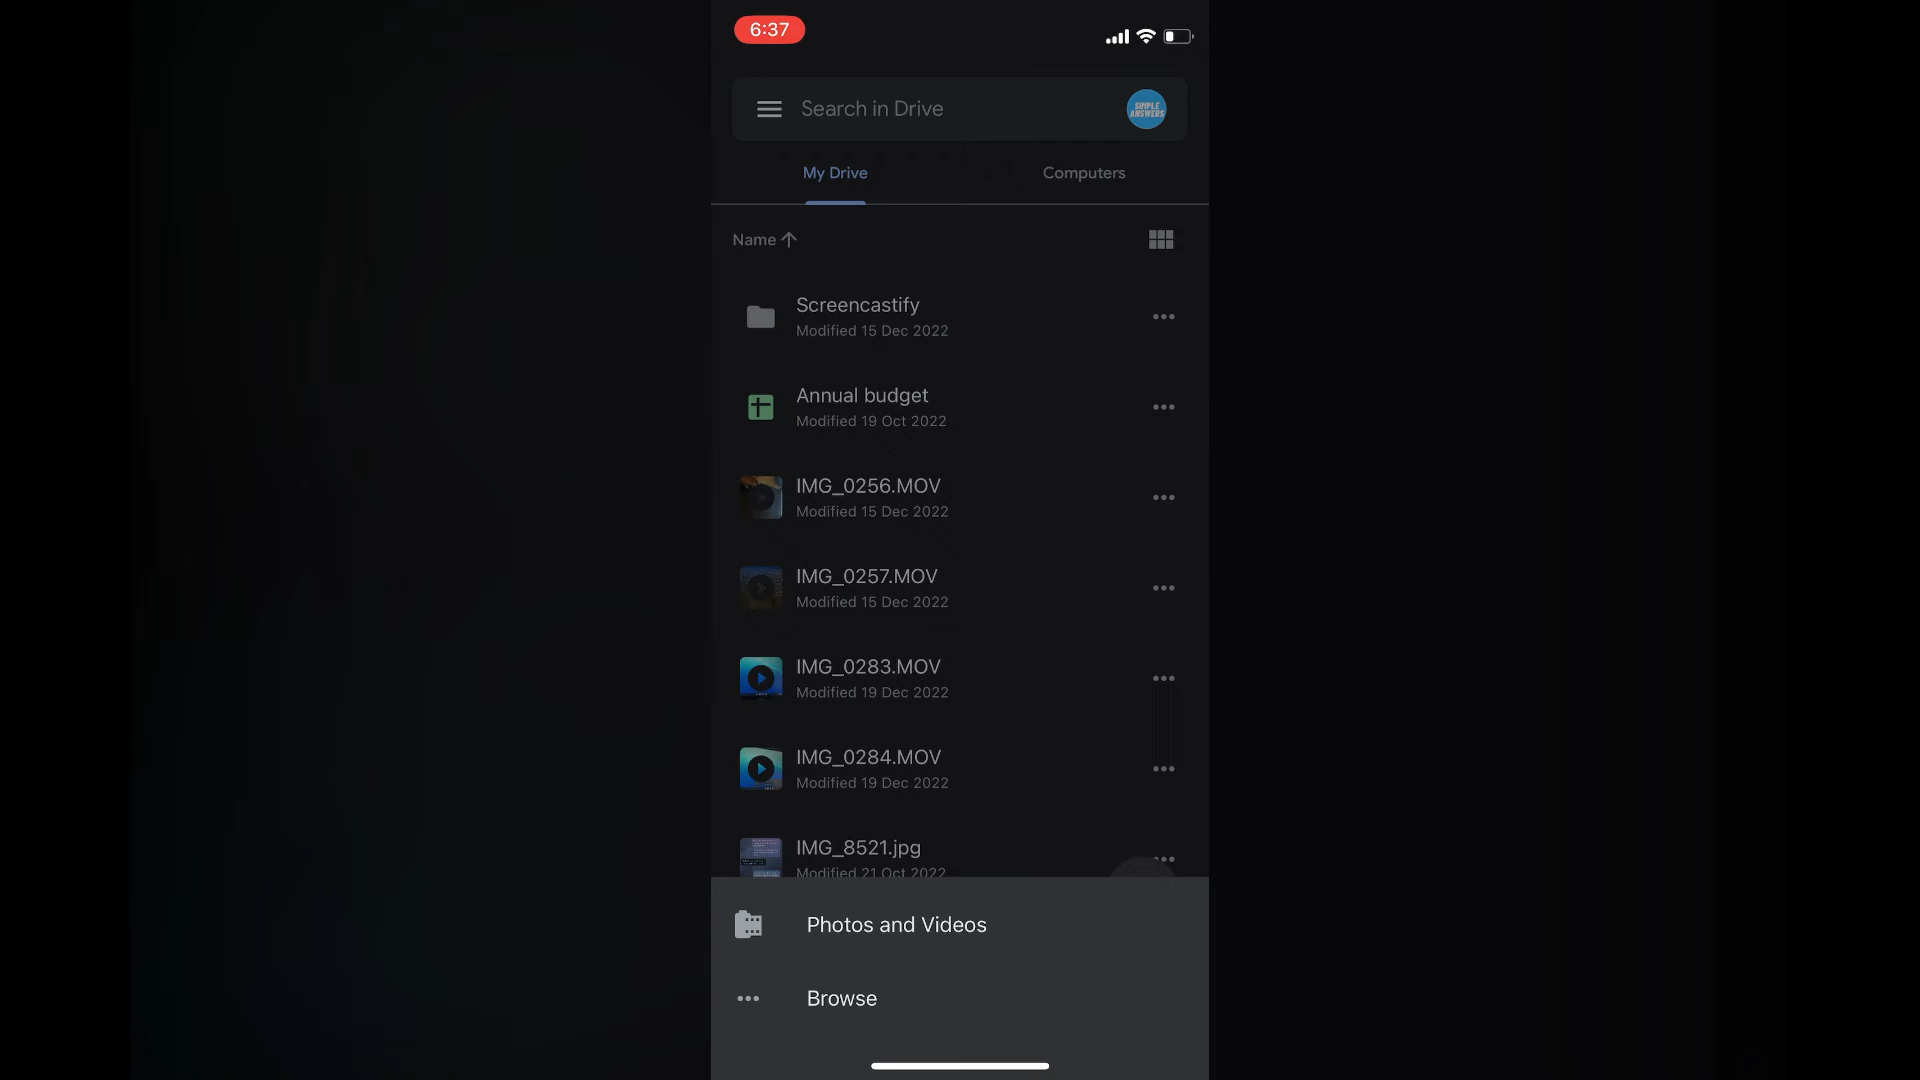 6:37
Search in Drive
SIMPLE
ANSWERS
My Drive
Computers
Name
Screencastify
Modified 15 Dec 2022
Annual budget
Modified 19 Oct 2022
IMG_0256.MOV
Modified 15 Dec 2022
IMG_0257.MOV
Modified 15 Dec 2022
IMG_0283.MOV
Modified 19 Dec 2022
IMG_0284.MOV
Modified 19 Dec 2022
IMG_8521.jpg
Modified 21 Oct 2022
Photos and Videos
Browse